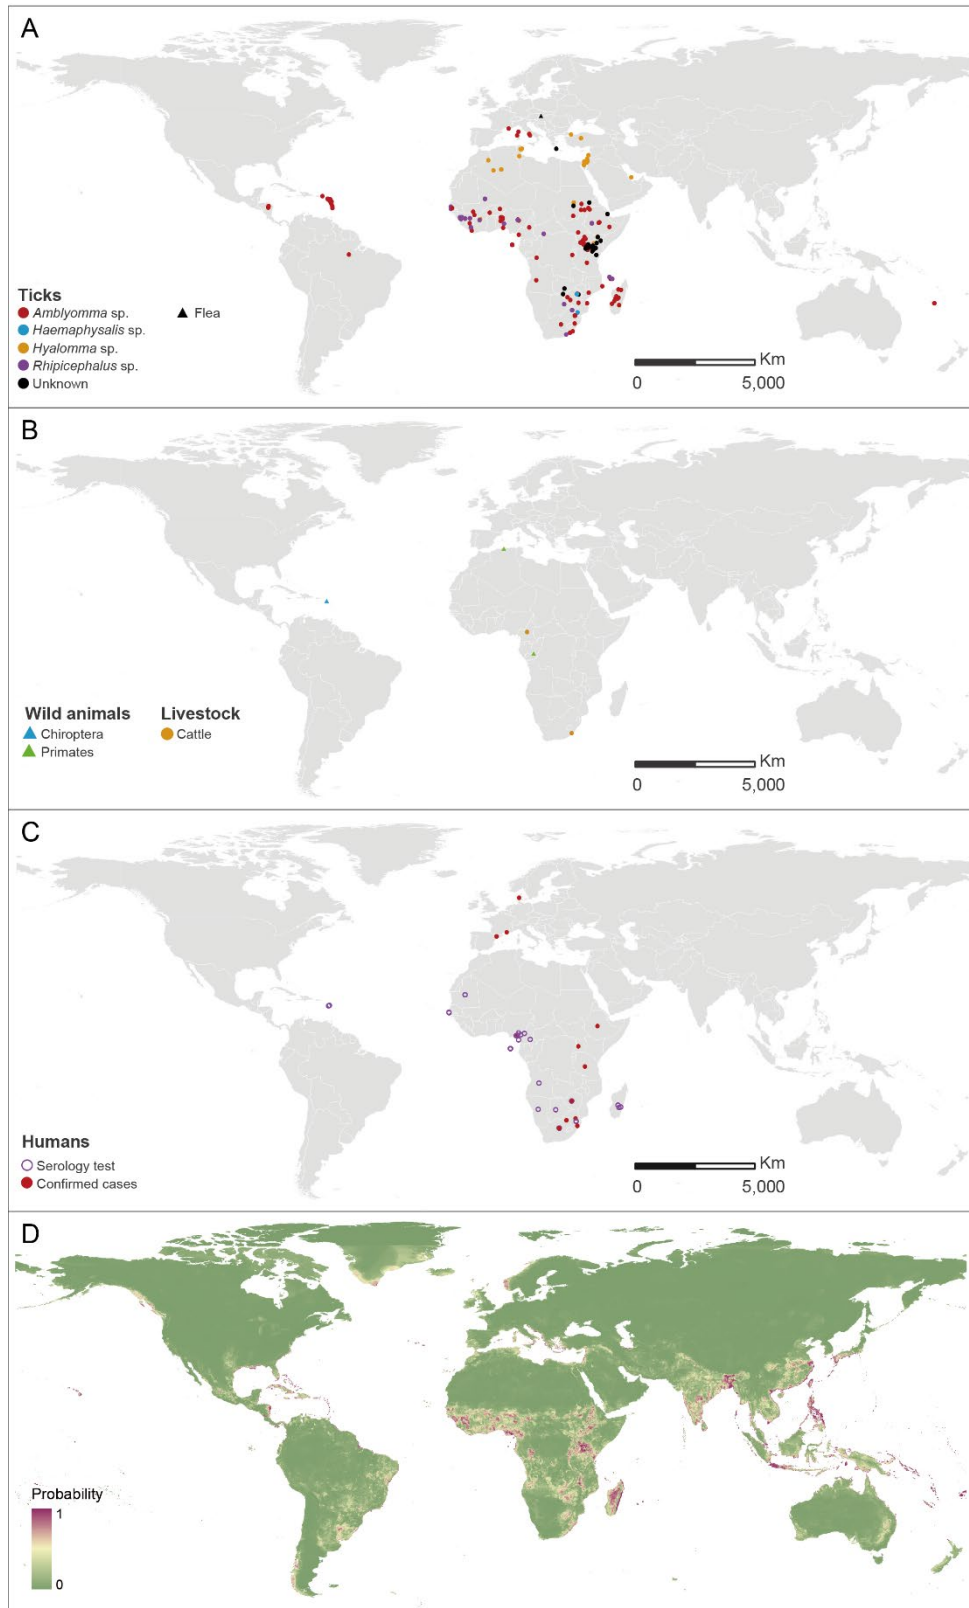 A
Ticks
Amblyomma sp.
Haemaphysalis sp.
Hyalomma sp.
Rhipicephalus sp.
Unknown
Flea
Km
0 5,000
B
Wild animals
Chiroptera
Primates
Livestock
Cattle
Km
0 5,000
C
Humans
Serology test
Confirmed cases
Km
0 5,000
D
Probability
1
0